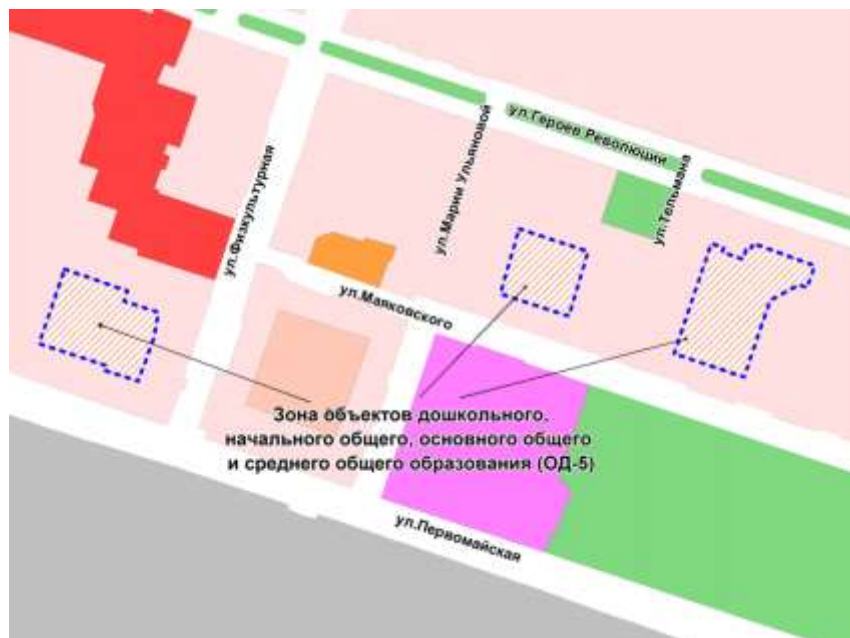 ул.Героев Революции
ул.Марии Ульяновой
ул.Тельмана
ул.Физкультурная
ул.Маяковского
Зона объектов дошкольного,
начального общего, основного общего
и среднего общего образования (ОД-5)
ул.Первомайская